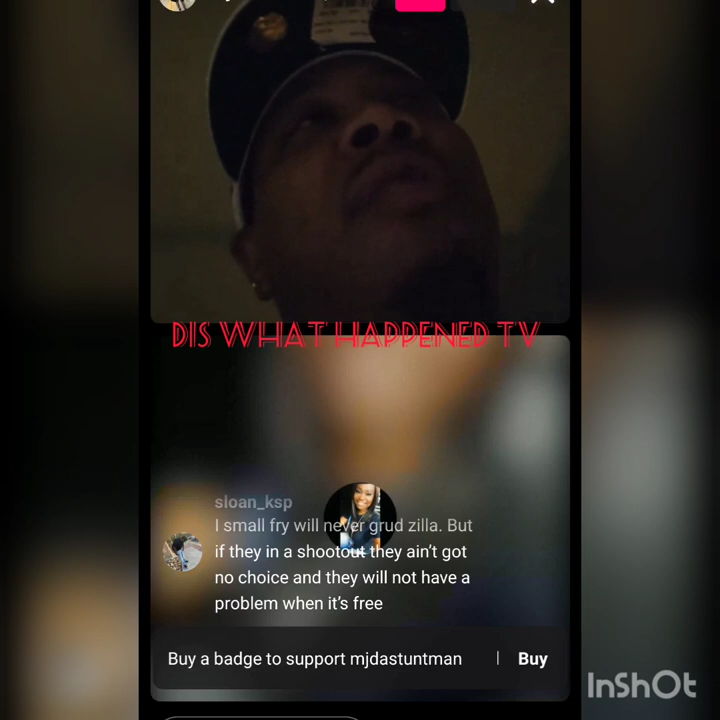 DIS WHAT HAPPENED TV
sloan_ksp
I small fry will never grud zilla. But
if they in a shootout they ain't got
no choice and they will not have a
problem when it's free
Buy a badge to support mjdastuntman | Buy
InShOt